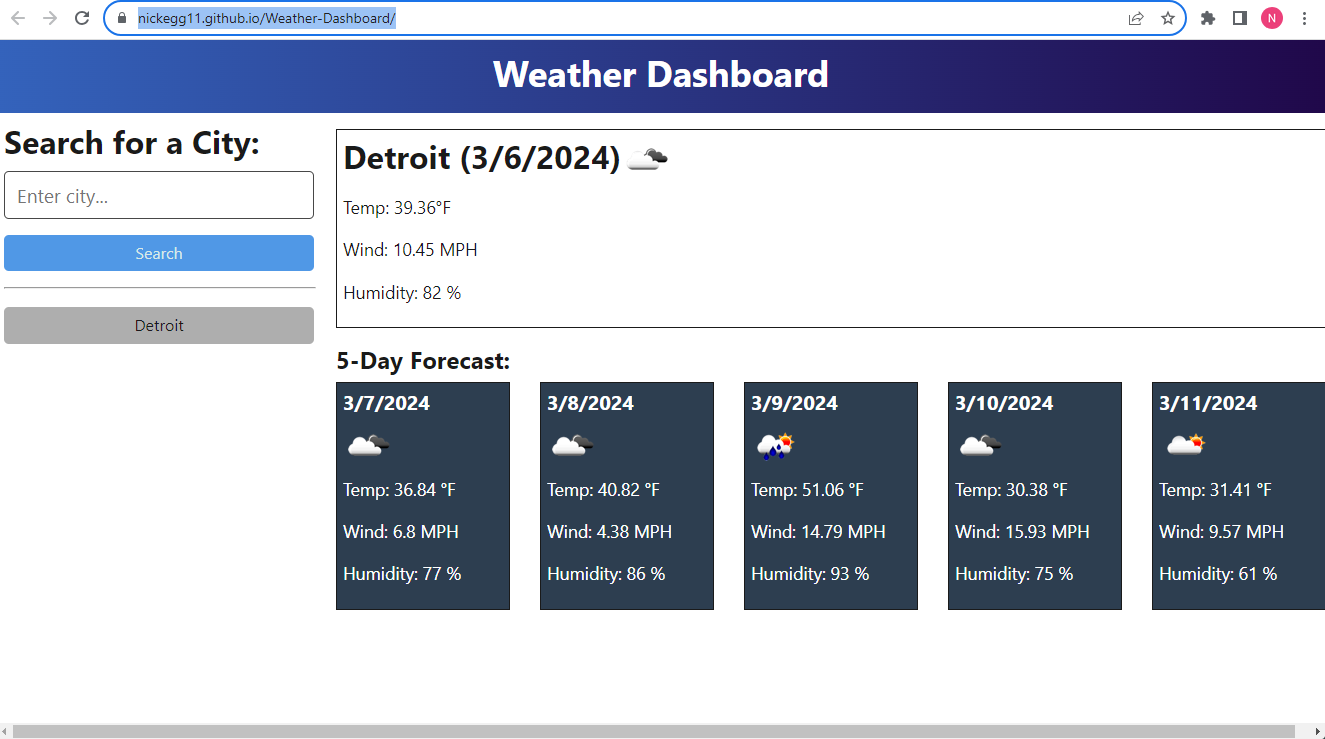 nickegg11.github.io/Weather-Dashboard/
N
Weather Dashboard
Search for a City:
Enter city...
Search
Detroit
Detroit (3/6/2024)
Temp: 39.36°F
Wind: 10.45 MPH
Humidity: 82 %
5-Day Forecast:
3/7/2024
Temp: 36.84 °F
Wind: 6.8 MPH
Humidity: 77 %
3/8/2024
Temp: 40.82 °F
Wind: 4.38 MPH
Humidity: 86 %
3/9/2024
Temp: 51.06 °F
Wind: 14.79 MPH
Humidity: 93 %
3/10/2024
Temp: 30.38 °F
Wind: 15.93 MPH
Humidity: 75 %
3/11/2024
Temp: 31.41 °F
Wind: 9.57 MPH
Humidity: 61 %